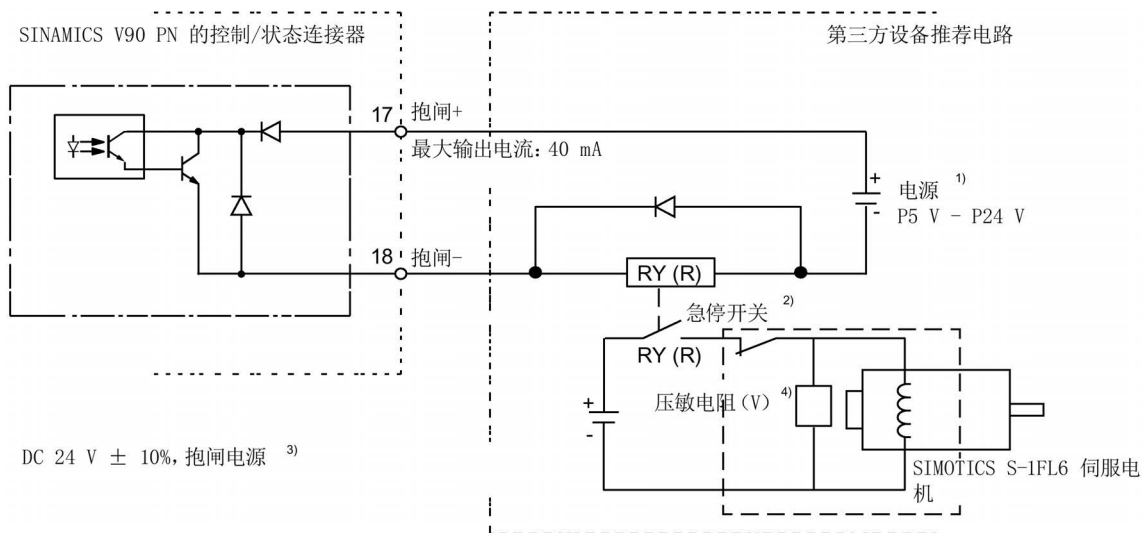 SINAMICS V90 PN 的控制/状态连接器
第三方设备推荐电路
17
抱闸+
最大输出电流: 40 mA
+
电源 1)
-
P5 V - P24 V
18
抱闸-
RY (R)
急停开关 2)
RY (R)
+
-
压敏电阻(V) 4)
DC 24 V ± 10%, 抱闸电源 3)
SIMOTICS S-1FL6 伺服电
机